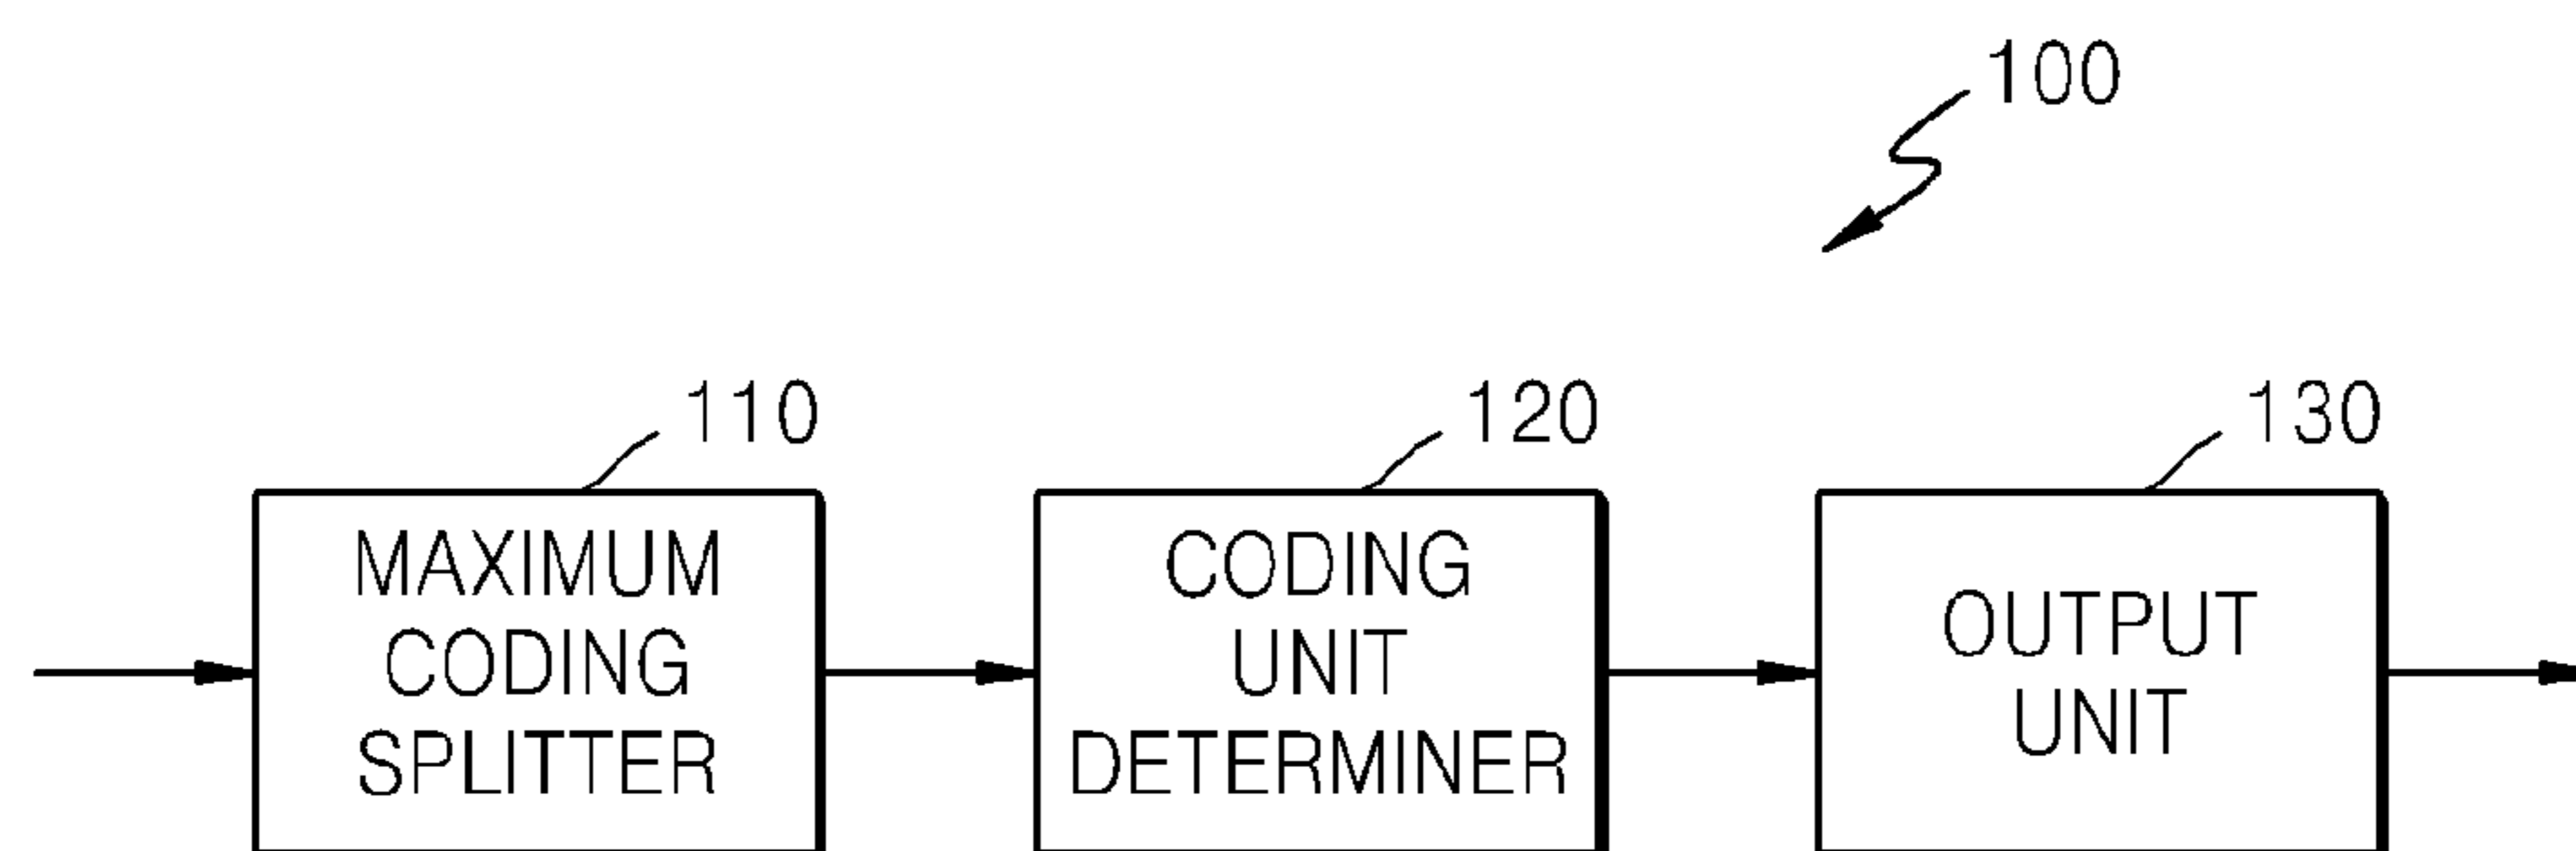 100
110
120
130
MAXIMUM
CODING
SPLITTER
CODING
UNIT
DETERMINER
OUTPUT
UNIT